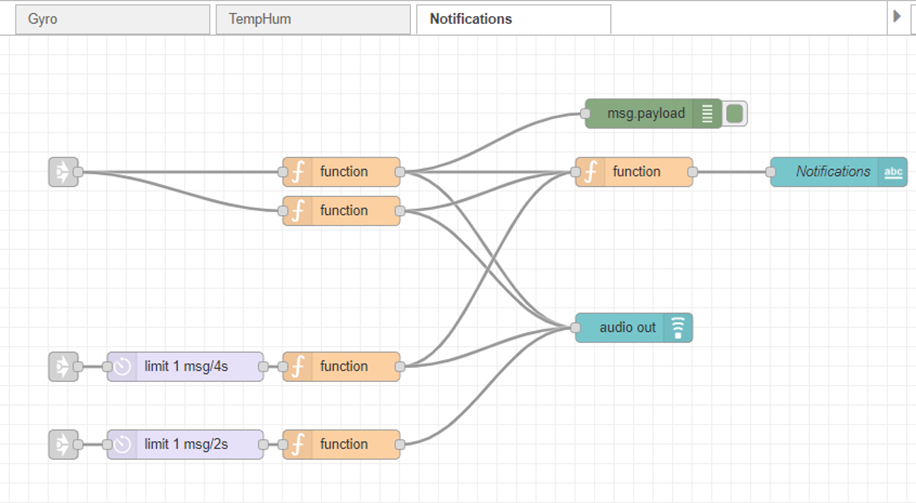 Gyro
TempHum
Notifications
msg.payload
function
function
Notifications
abc
function
audio out
limit 1 msg/4s
function
limit 1 msg/2s
function